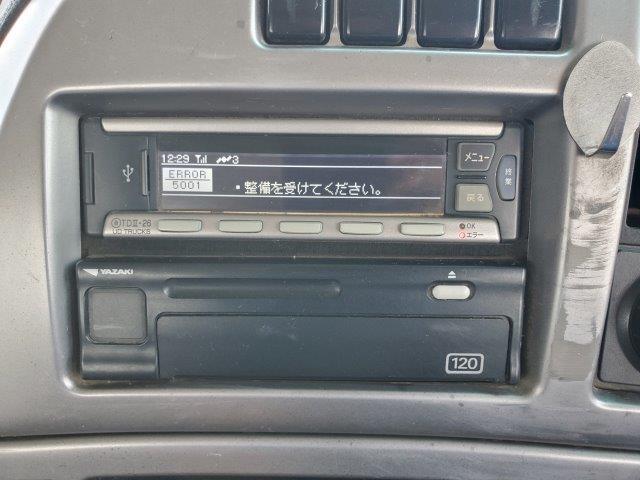 12:29 3
メニュー
ERROR
5001
・整備を受けてください。
終業
戻る
TDⅡ-26
UD TRUCKS
OK
エラー
YAZAKI
120